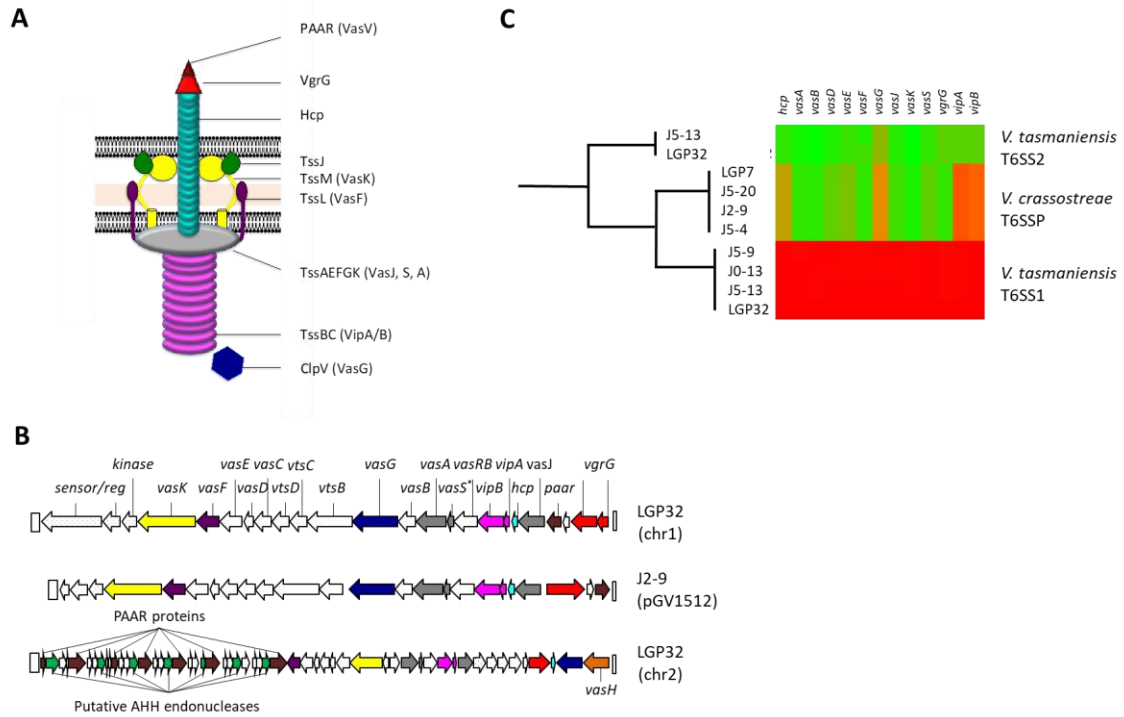 A
PAAR (VasV)
VgrG
Hcp
TssJ
TssM (VasK)
TssL (VasF)
TssAEFGK (VasJ, S, A)
TssBC (VipA/B)
ClpV (VasG)
C
hcp vasA vasB vasD vasE vasF vasG vasJ vasK vasS vgrG vipA vipB
J5-13
LGP32
V. tasmaniensis
T6SS2
LGP7
J5-20
J2-9
J5-4
V. crassostreae
T6SSP
J5-9
J0-13
J5-13
LGP32
V. tasmaniensis
T6SS1
B
kinase vasE vasC vtsC vasG vasA vasRB vipA vasJ vgrG
sensor/reg vasK vasF vasD vtsD vtsB vasB vasS* vipB hcp paar
LGP32
(chr1)
J2-9
(pGV1512)
PAAR proteins
LGP32
(chr2)
vasH
Putative AHH endonucleases